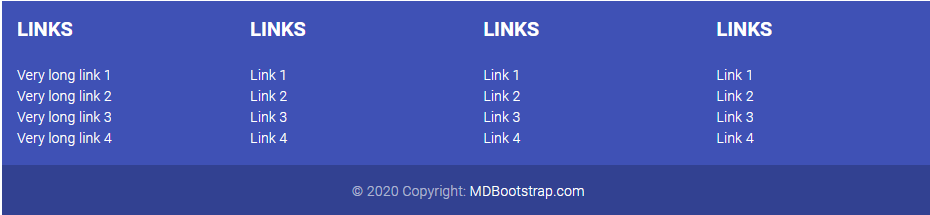 LINKS
Very long link 1
Very long link 2
Very long link 3
Very long link 4
LINKS
Link 1
Link 2
Link 3
Link 4
LINKS
Link 1
Link 2
Link 3
Link 4
LINKS
Link 1
Link 2
Link 3
Link 4
© 2020 Copyright: MDBootstrap.com